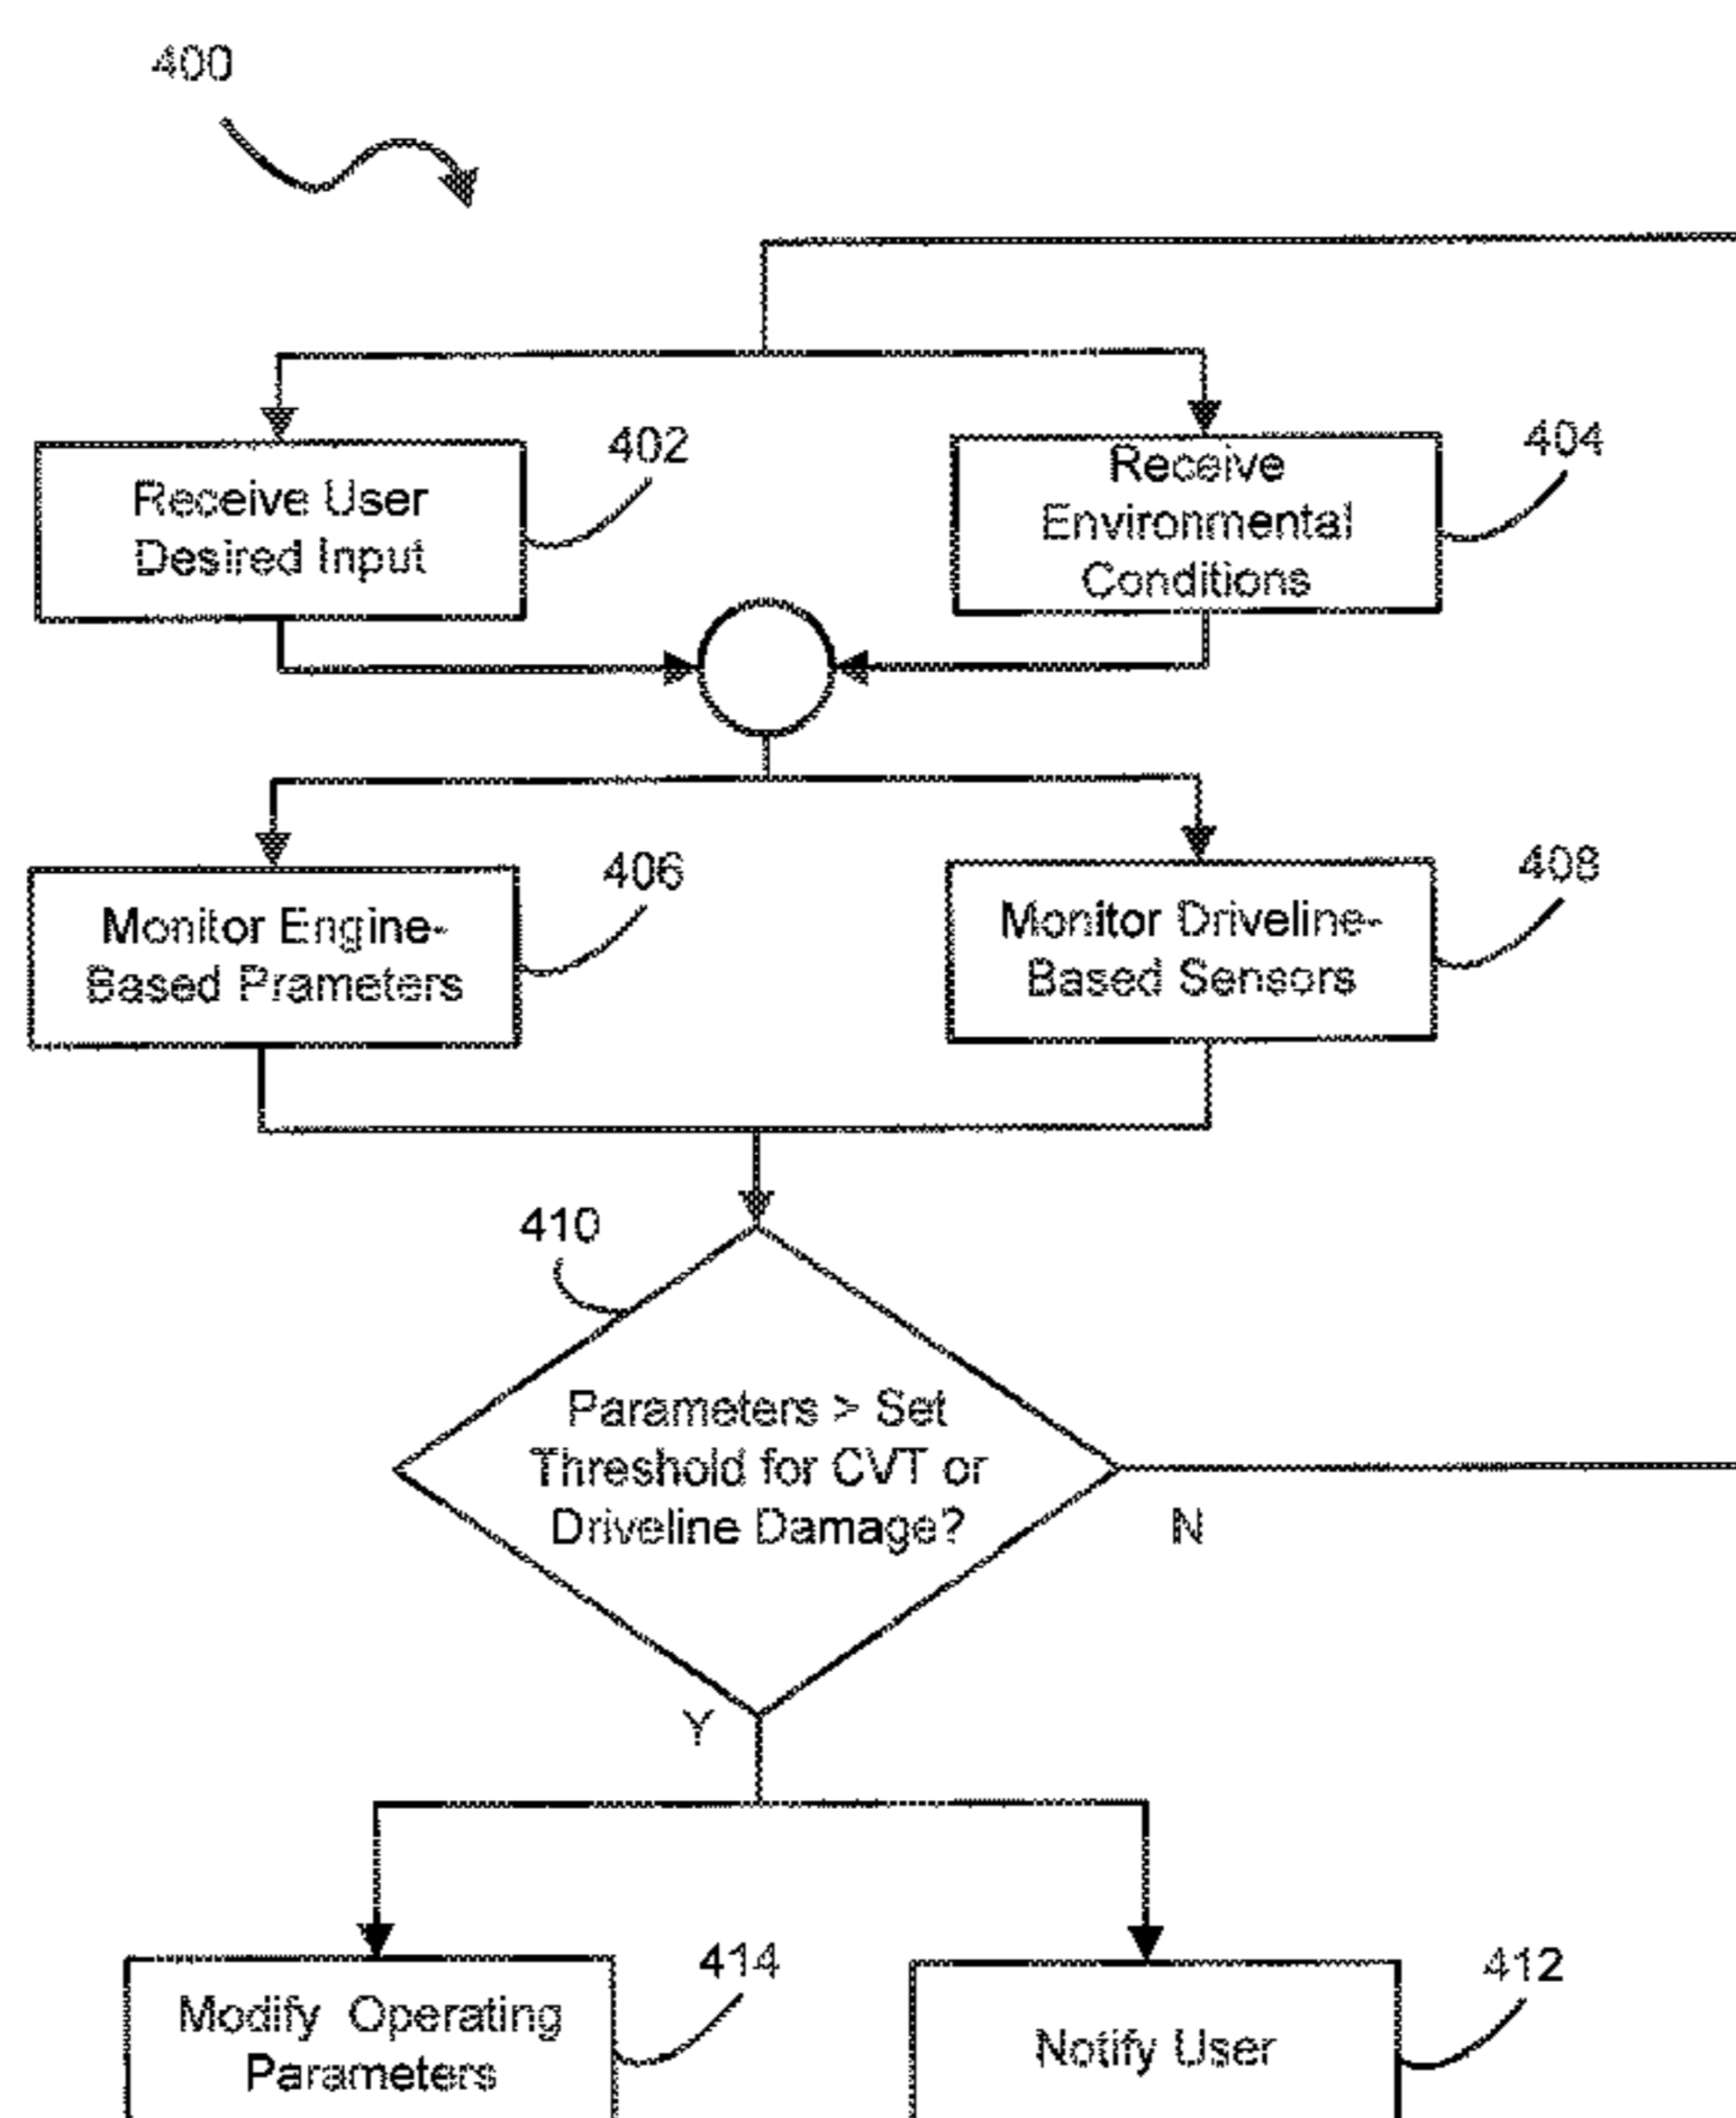 400
402
Receive User
Desired Input
404
Receive
Environmental
Conditions
406
Monitor Engine-
Based Prameters
408
Monitor Driveline-
Based Sensors
410
Parameters > Set
Threshold for CVT or
Driveline Damage?
N
Y
414
Modify Operating
Parameters
412
Notify User